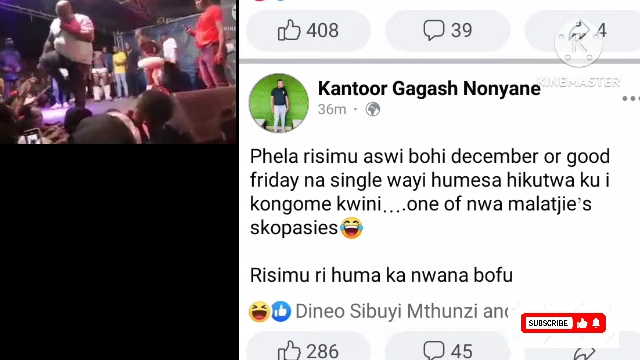 408
39
4
KINEMASTER
Kantoor Gagash Nonyane
36m ·
Phela risimu aswi bohi december or good
friday na single wayi humesa hikutwa ku i
kongome kwini....one of nwa malatjie's
skopasies😂
Risimu ri huma ka nwana bofu
Dineo Sibuyi Mthunzi and
SUBSCRIBE
286
45